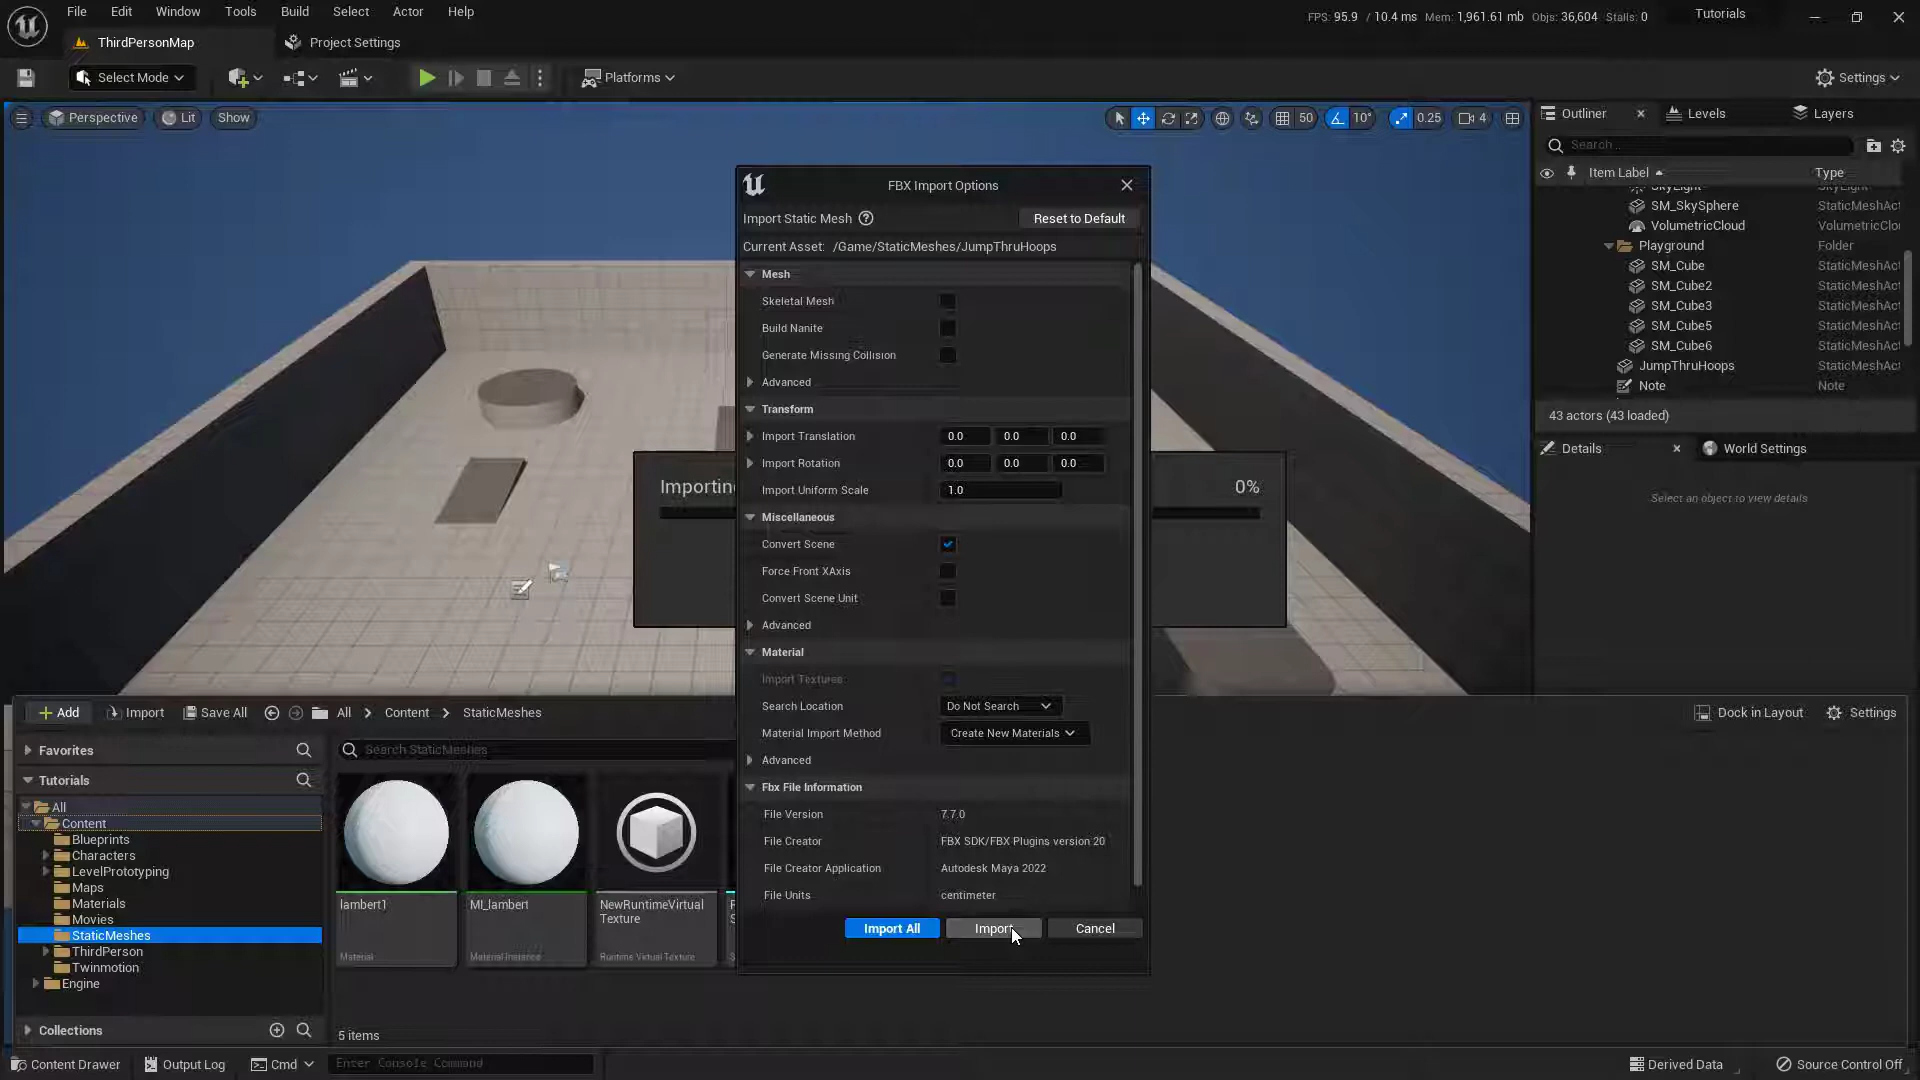 File Edit Window Tools Build Select Actor Help
FPS: 95.9 / 10.4 ms Mem: 1,961.61 mb Objs: 36,604 Stalls: 0
Tutorials
ThirdPersonMap
Project Settings
Select Mode
Platforms
Settings
Perspective Lit Show
50 10° 0.25 4
Outliner Levels Layers
Search...
Item Label Type
SkyLight
SM_SkySphere StaticMeshAct
VolumetricCloud VolumetricClo
Playground Folder
SM_Cube StaticMeshAct
SM_Cube2 StaticMeshAct
SM_Cube3 StaticMeshAct
SM_Cube5 StaticMeshAct
SM_Cube6 StaticMeshAct
JumpThruHoops StaticMeshAct
Note Note
43 actors (43 loaded)
Details World Settings
Select an object to view details
Importing 0%
FBX Import Options
Import Static Mesh ? Reset to Default
Current Asset: /Game/StaticMeshes/JumpThruHoops
Mesh
Skeletal Mesh
Build Nanite
Generate Missing Collision
Advanced
Transform
Import Translation 0.0 0.0 0.0
Import Rotation 0.0 0.0 0.0
Import Uniform Scale 1.0
Miscellaneous
Convert Scene
Force Front XAxis
Convert Scene Unit
Advanced
Material
Import Textures
Search Location Do Not Search
Material Import Method Create New Materials
Advanced
Fbx File Information
File Version 7.7.0
File Creator FBX SDK/FBX Plugins version 20
File Creator Application Autodesk Maya 2022
File Units centimeter
Import All Import Cancel
Add Import Save All All > Content > StaticMeshes
Dock in Layout Settings
Favorites
Search StaticMeshes
Tutorials
All
Content
Blueprints
Characters
LevelPrototyping
Maps
Materials
Movies
StaticMeshes
ThirdPerson
Twinmotion
Engine
Collections
lambert1
Material
MI_lambert
Material Instance
NewRuntimeVirtual
Texture
Runtime Virtual Texture
5 items
Content Drawer Output Log Cmd Enter Console Command
Derived Data Source Control Off